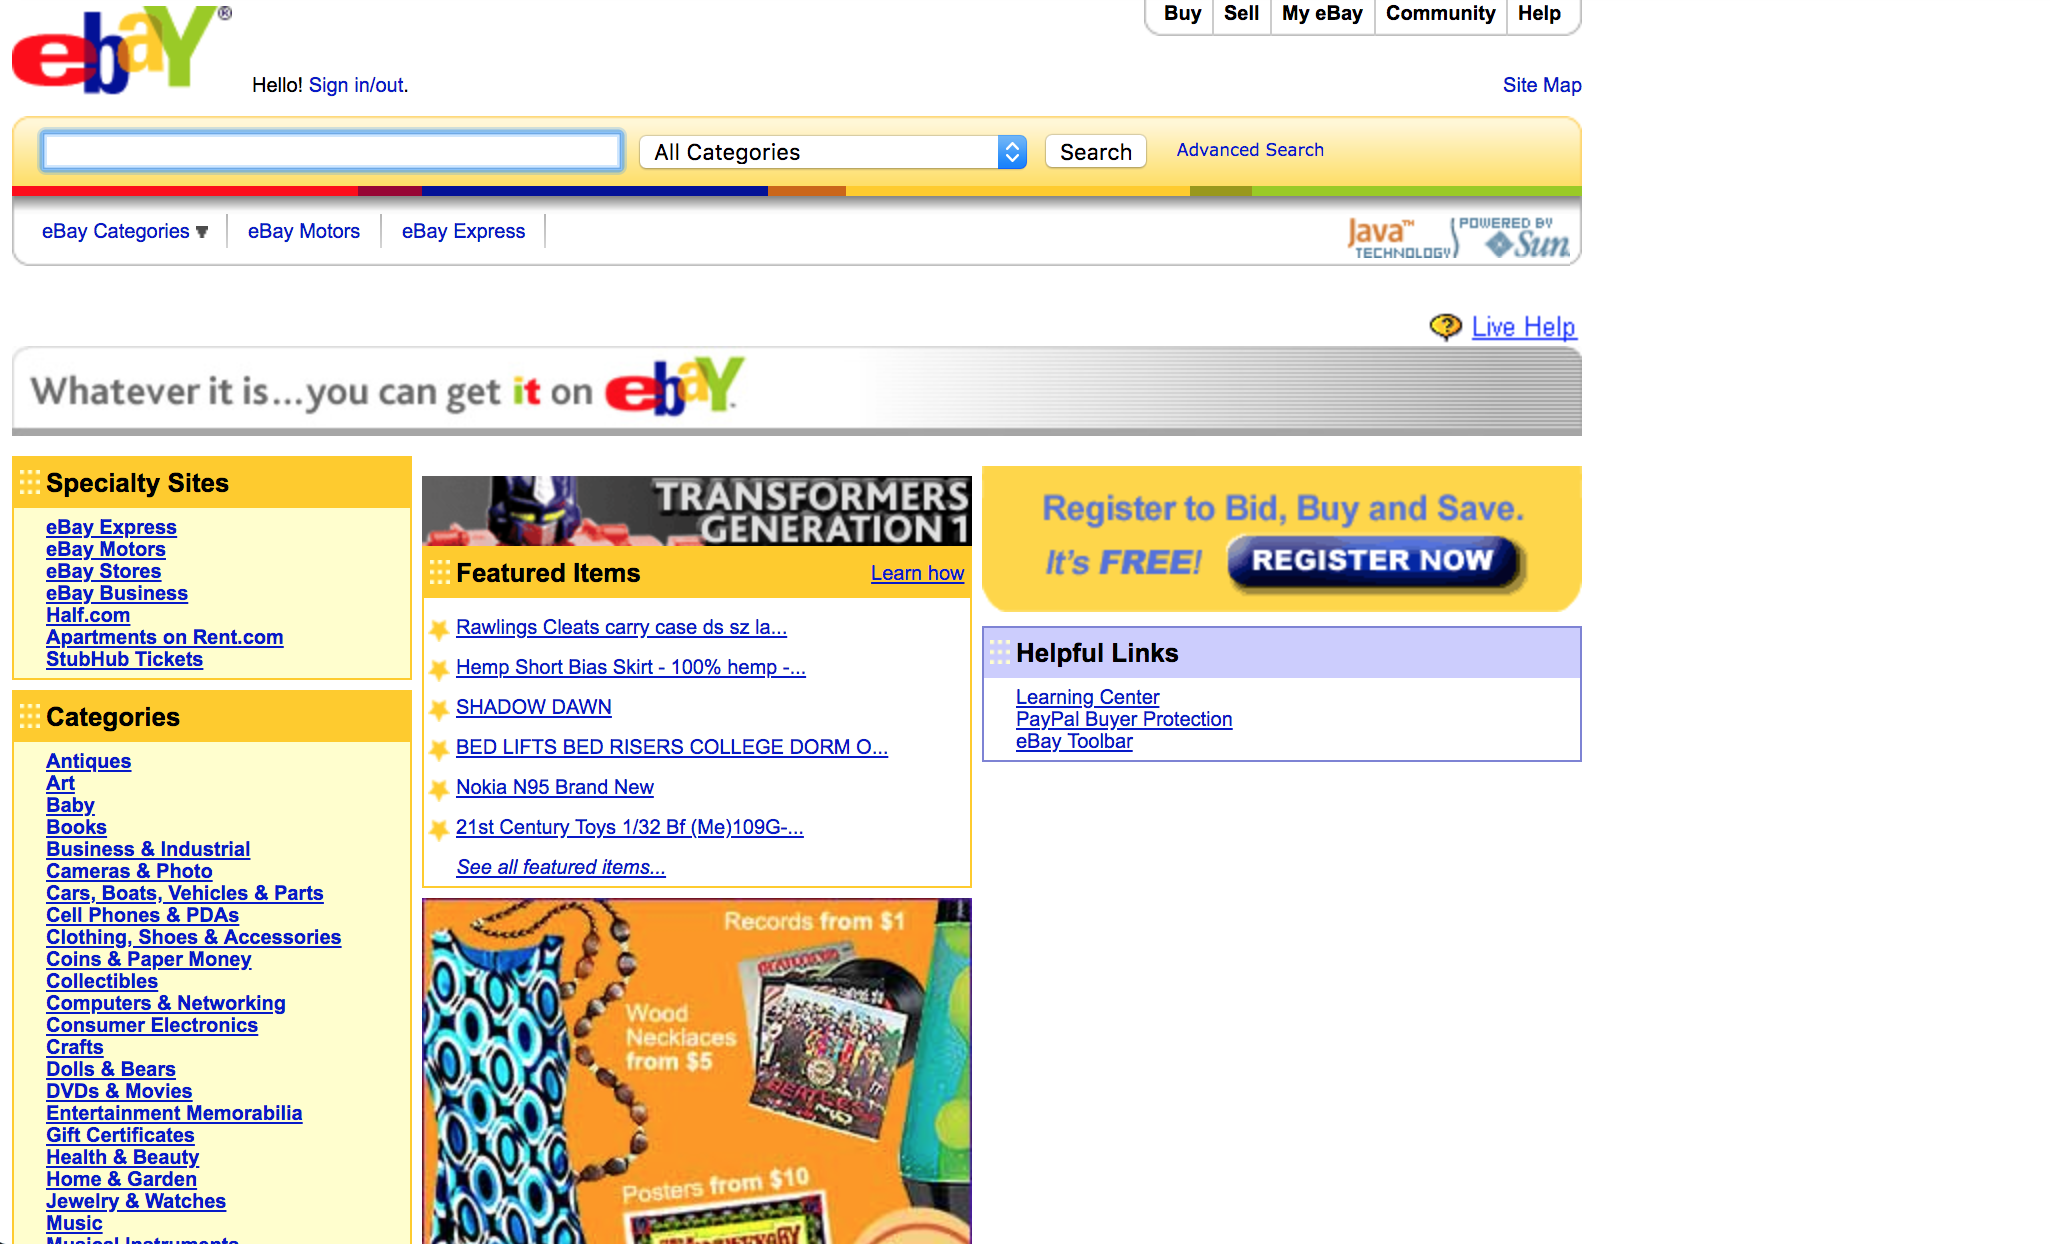 ebaY®
Buy
Sell
My eBay
Community
Help
Hello! Sign in/out.
Site Map
All Categories
Search
Advanced Search
eBay Categories
eBay Motors
eBay Express
Java™
TECHNOLOGY
POWERED BY
Sun
Live Help
Whatever it is...you can get it on ebaY
Specialty Sites
eBay Express
eBay Motors
eBay Stores
eBay Business
Half.com
Apartments on Rent.com
StubHub Tickets
Categories
Antiques
Art
Baby
Books
Business & Industrial
Cameras & Photo
Cars, Boats, Vehicles & Parts
Cell Phones & PDAs
Clothing, Shoes & Accessories
Coins & Paper Money
Collectibles
Computers & Networking
Consumer Electronics
Crafts
Dolls & Bears
DVDs & Movies
Entertainment Memorabilia
Gift Certificates
Health & Beauty
Home & Garden
Jewelry & Watches
Music
Musical Instruments
TRANSFORMERS
GENERATION 1
Featured Items
Learn how
Rawlings Cleats carry case ds sz la...
Hemp Short Bias Skirt - 100% hemp -...
SHADOW DAWN
BED LIFTS BED RISERS COLLEGE DORM O...
Nokia N95 Brand New
21st Century Toys 1/32 Bf (Me)109G-...
See all featured items...
Records from $1
Wood
Necklaces
from $5
Posters from $10
Register to Bid, Buy and Save.
It's FREE!
REGISTER NOW
Helpful Links
Learning Center
PayPal Buyer Protection
eBay Toolbar